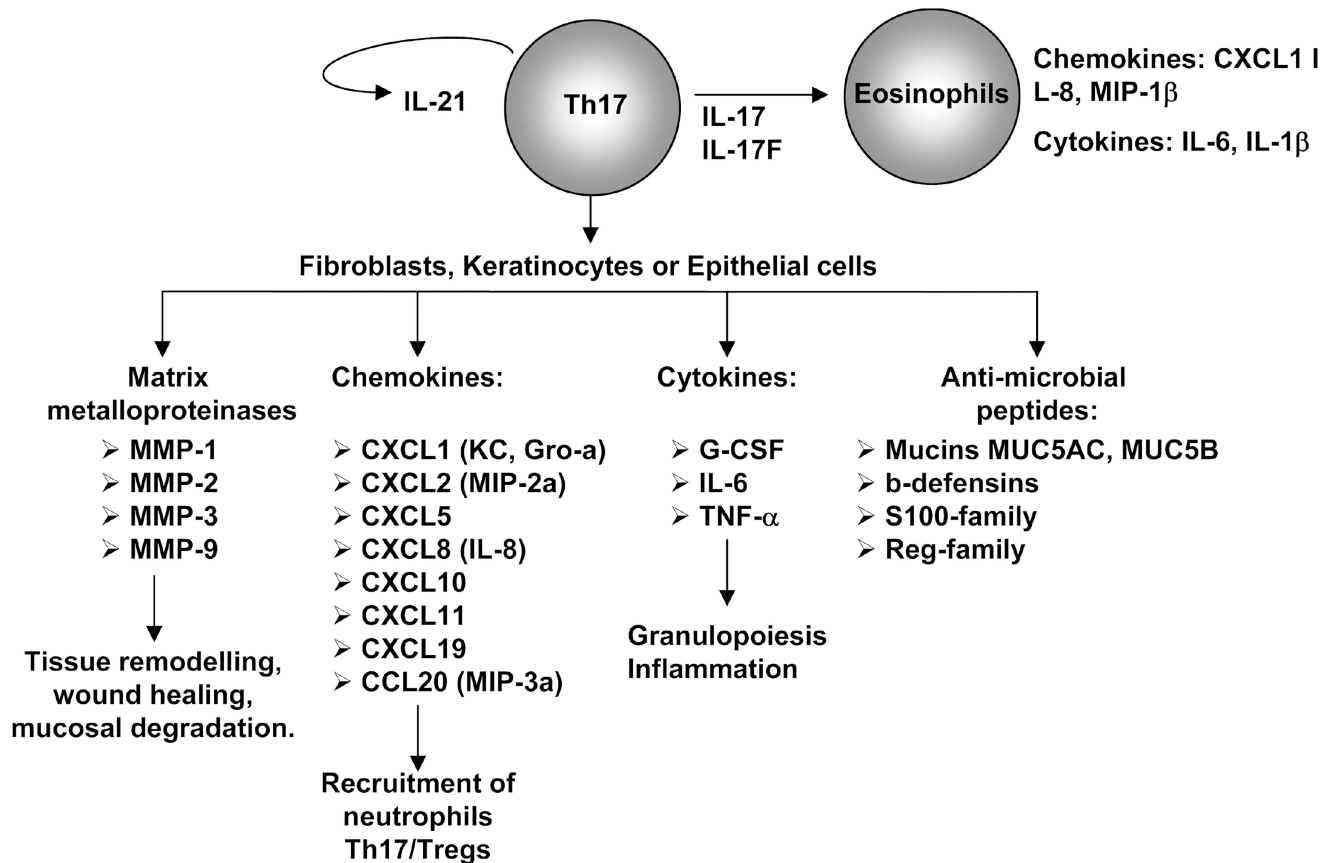 IL-21
Th17
IL-17
IL-17F
Eosinophils
Chemokines: CXCL1 I
L-8, MIP-1β
Cytokines: IL-6, IL-1β
Fibroblasts, Keratinocytes or Epithelial cells
Matrix
metalloproteinases
➢ MMP-1
➢ MMP-2
➢ MMP-3
➢ MMP-9
Tissue remodelling,
wound healing,
mucosal degradation.
Chemokines:
➢ CXCL1 (KC, Gro-a)
➢ CXCL2 (MIP-2a)
➢ CXCL5
➢ CXCL8 (IL-8)
➢ CXCL10
➢ CXCL11
➢ CXCL19
➢ CCL20 (MIP-3a)
Recruitment of
neutrophils
Th17/Tregs
Cytokines:
➢ G-CSF
➢ IL-6
➢ TNF-α
Granulopoiesis
Inflammation
Anti-microbial
peptides:
➢ Mucins MUC5AC, MUC5B
➢ b-defensins
➢ S100-family
➢ Reg-family